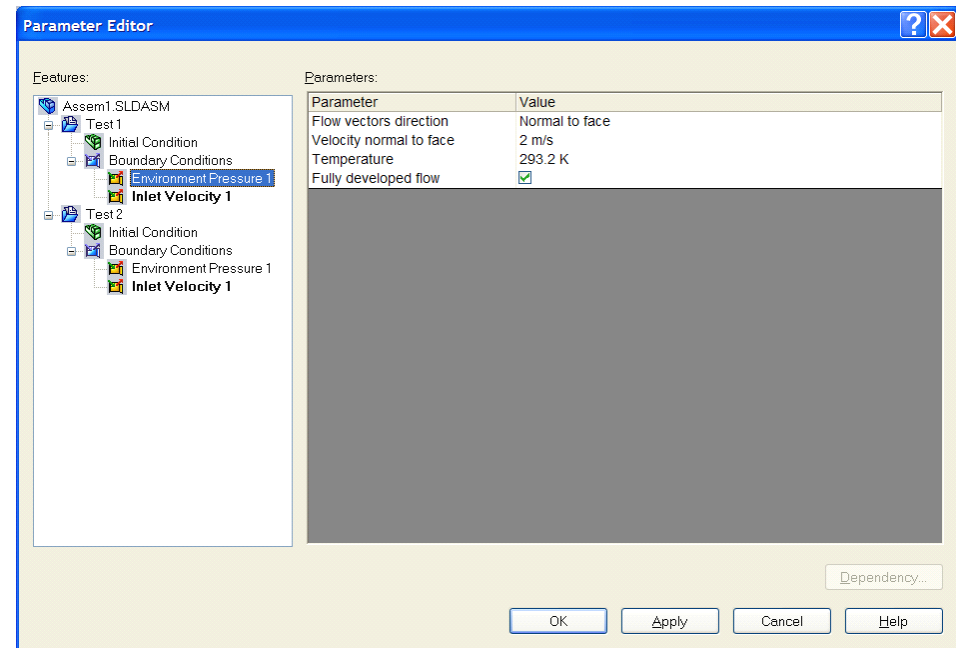 Parameter Editor
Features:
Assem1.SLDASM
Test 1
Initial Condition
Boundary Conditions
Environment Pressure 1
Inlet Velocity 1
Test 2
Initial Condition
Boundary Conditions
Environment Pressure 1
Inlet Velocity 1
Parameters:
Parameter Value
Flow vectors direction Normal to face
Velocity normal to face 2 m/s
Temperature 293.2 K
Fully developed flow
Dependency...
OK Apply Cancel Help